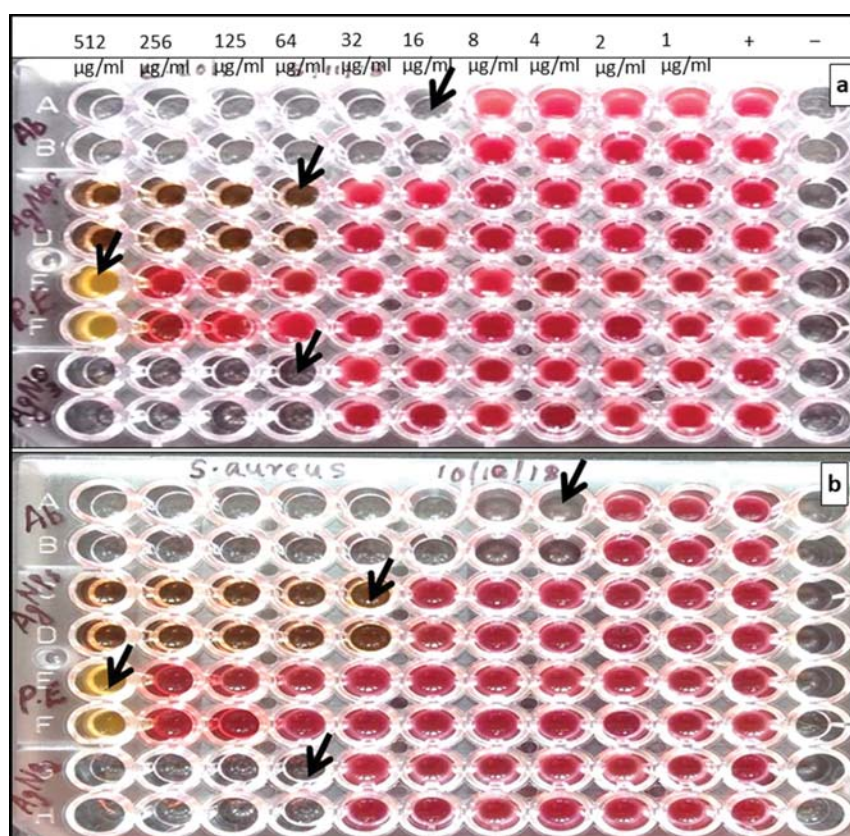 512 256 125 64 32 16 8 4 2 1 + −
µg/ml µg/ml µg/ml µg/ml µg/ml µg/ml µg/ml µg/ml µg/ml µg/ml
a
A
Ab
B
AgNPs
D
E
P.E
F
b
S. aureus 10/10/18
A
Ab
B
AgNPs
C
D
E
P.E
F
G
H